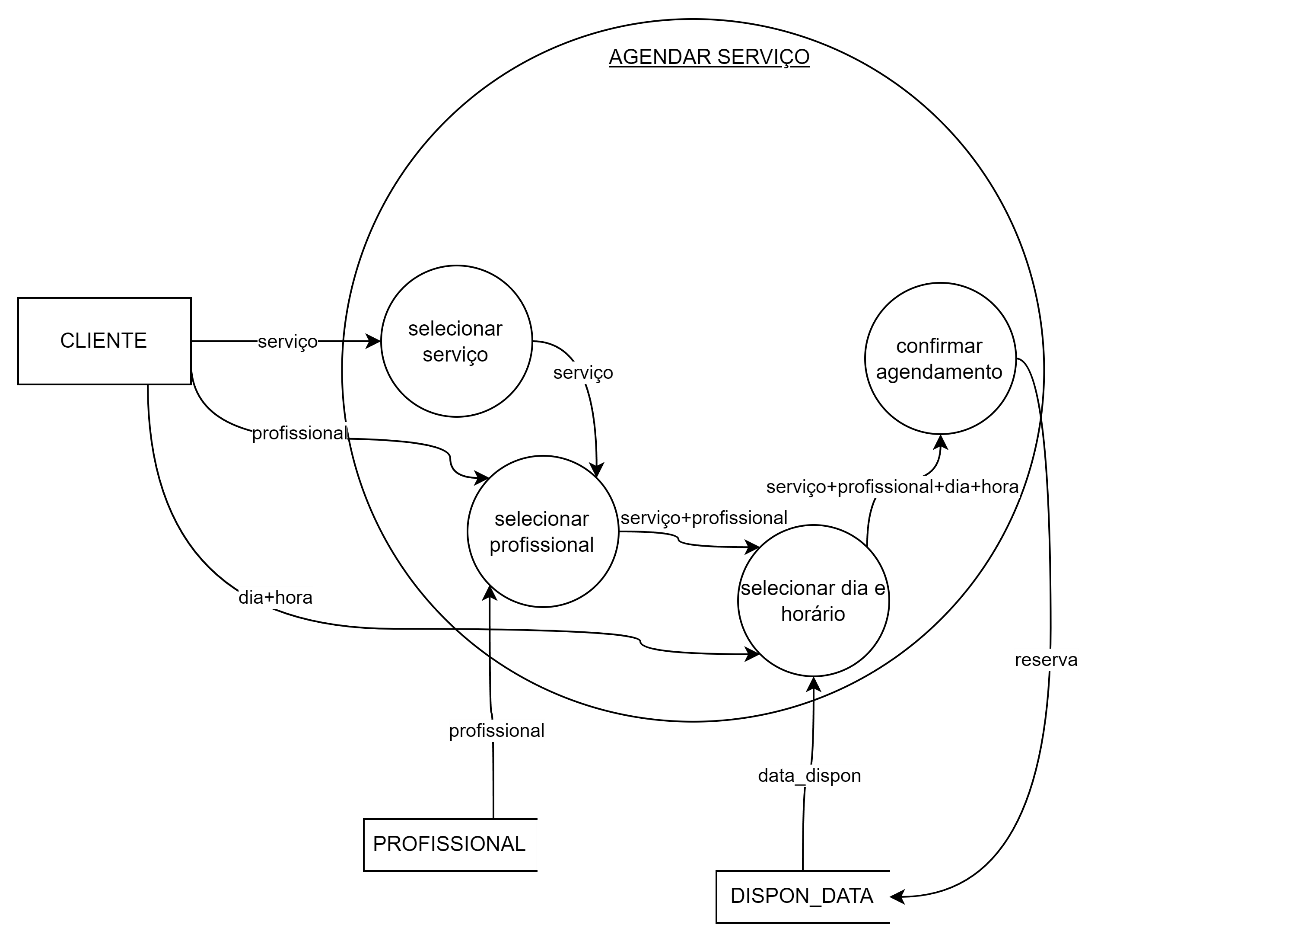 AGENDAR SERVIÇO
CLIENTE
serviço
selecionar
serviço
serviço
confirmar
agendamento
profissional
selecionar
profissional
serviço+profissional
serviço+profissional+dia+hora
selecionar dia e
horário
dia+hora
reserva
profissional
data_dispon
PROFISSIONAL
DISPON_DATA